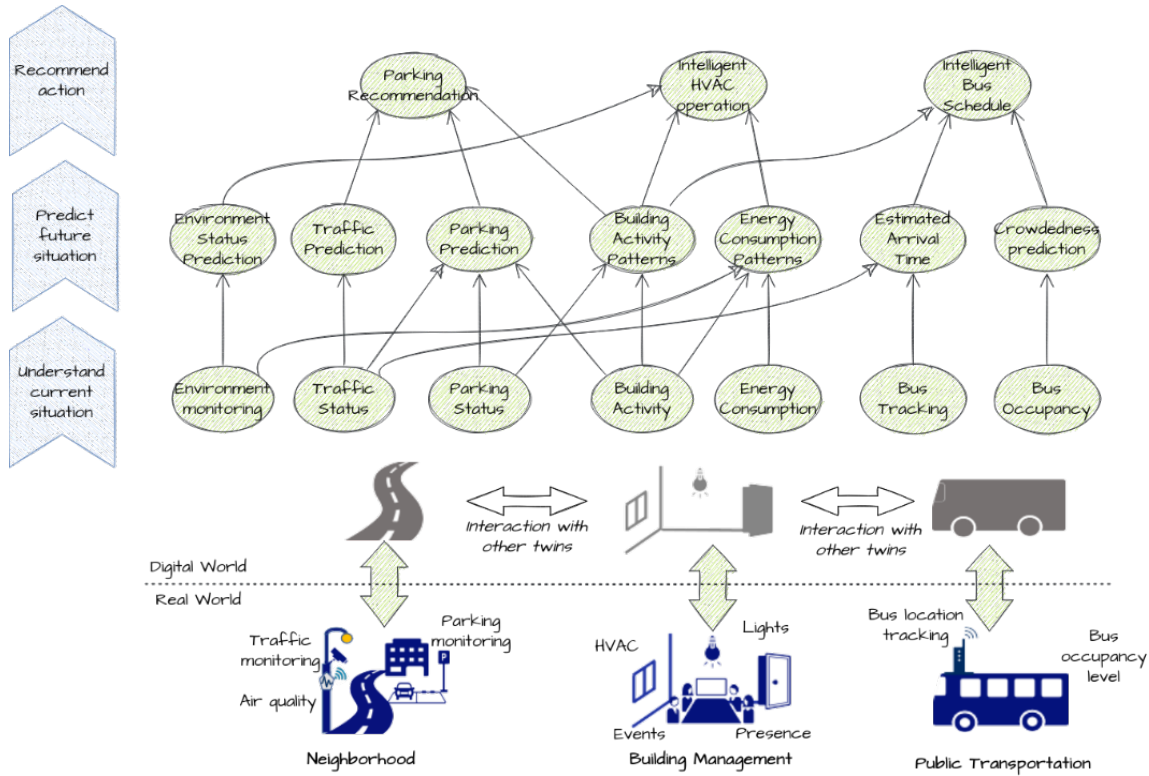 Recommend
action
Parking
Recommendation
Intelligent
HVAC
operation
Intelligent
Bus
Schedule
Predict
future
situation
Environment
Status
Prediction
Traffic
Prediction
Parking
Prediction
Building
Activity
Patterns
Energy
Consumption
Patterns
Estimated
Arrival
Time
Crowdedness
prediction
Understand
current
situation
Environment
monitoring
Traffic
Status
Parking
Status
Building
Activity
Energy
Consumption
Bus
Tracking
Bus
Occupancy
Interaction with
other twins
Interaction with
other twins
Digital World
Real World
Traffic
monitoring
Air quality
Parking
monitoring
P
Neighborhood
HVAC
Lights
Events
Presence
Building Management
Bus location
tracking
Bus
occupancy
level
Public Transportation